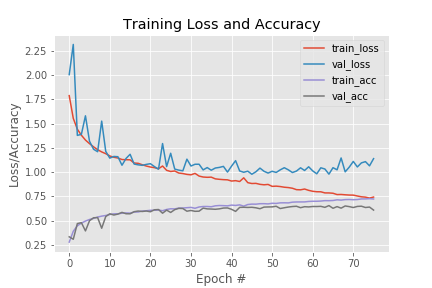 Training Loss and Accuracy
train_loss
val_loss
train_acc
val_acc
Loss/Accuracy
2.25
2.00
1.75
1.50
1.25
1.00
0.75
0.50
0.25
0 10 20 30 40 50 60 70
Epoch #